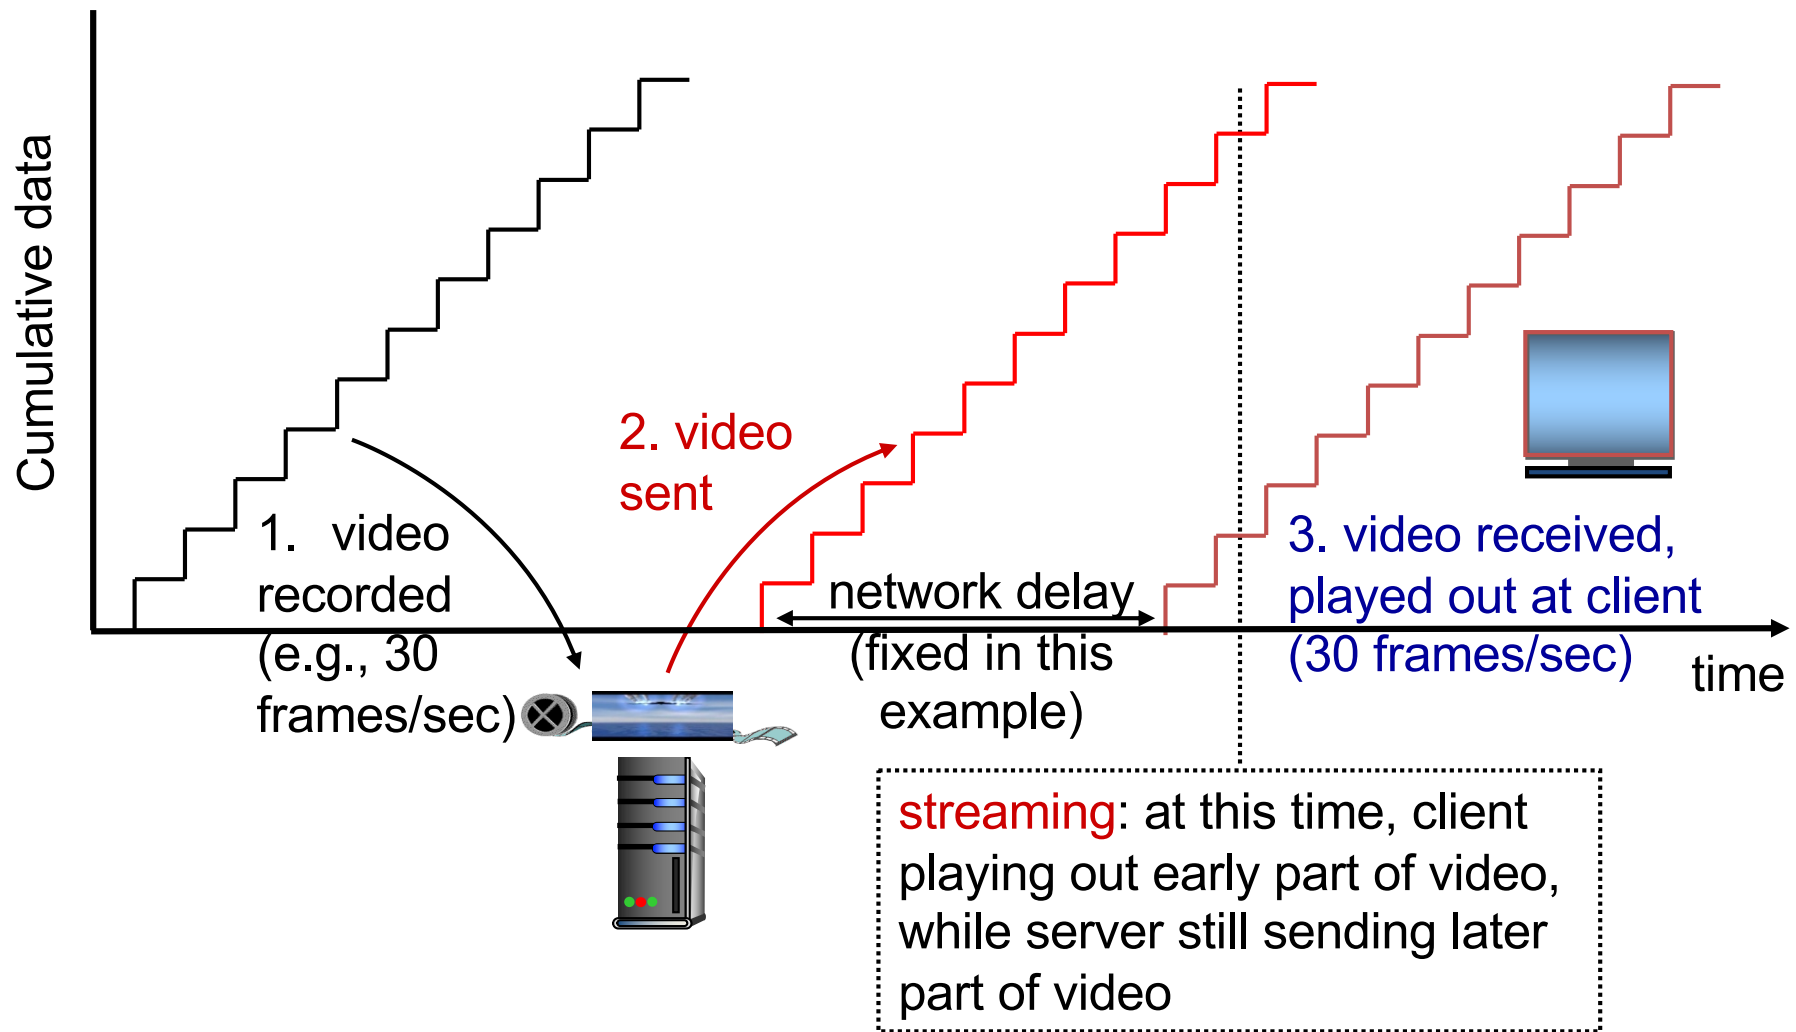 Cumulative data
1. video
recorded
(e.g., 30
frames/sec)
2. video
sent
network delay
(fixed in this
example)
3. video received,
played out at client
(30 frames/sec)
time
streaming: at this time, client
playing out early part of video,
while server still sending later
part of video